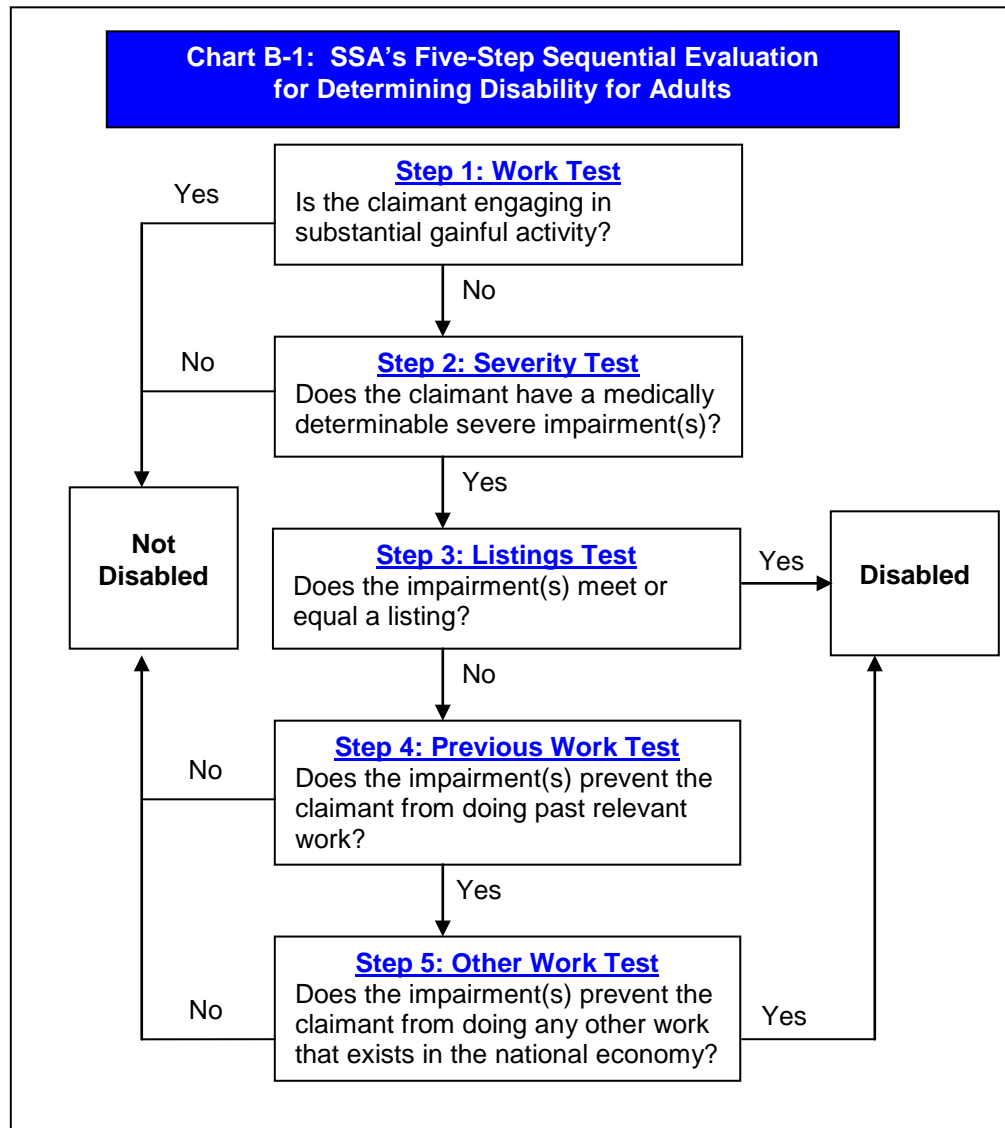 Chart B-1: SSA's Five-Step Sequential Evaluation
for Determining Disability for Adults
Step 1: Work Test
Is the claimant engaging in
substantial gainful activity?
Yes
No
Step 2: Severity Test
Does the claimant have a medically
determinable severe impairment(s)?
No
Yes
Not
Disabled
Step 3: Listings Test
Does the impairment(s) meet or
equal a listing?
Yes
Disabled
No
Step 4: Previous Work Test
Does the impairment(s) prevent the
claimant from doing past relevant
work?
No
Yes
Step 5: Other Work Test
Does the impairment(s) prevent the
claimant from doing any other work
that exists in the national economy?
No
Yes